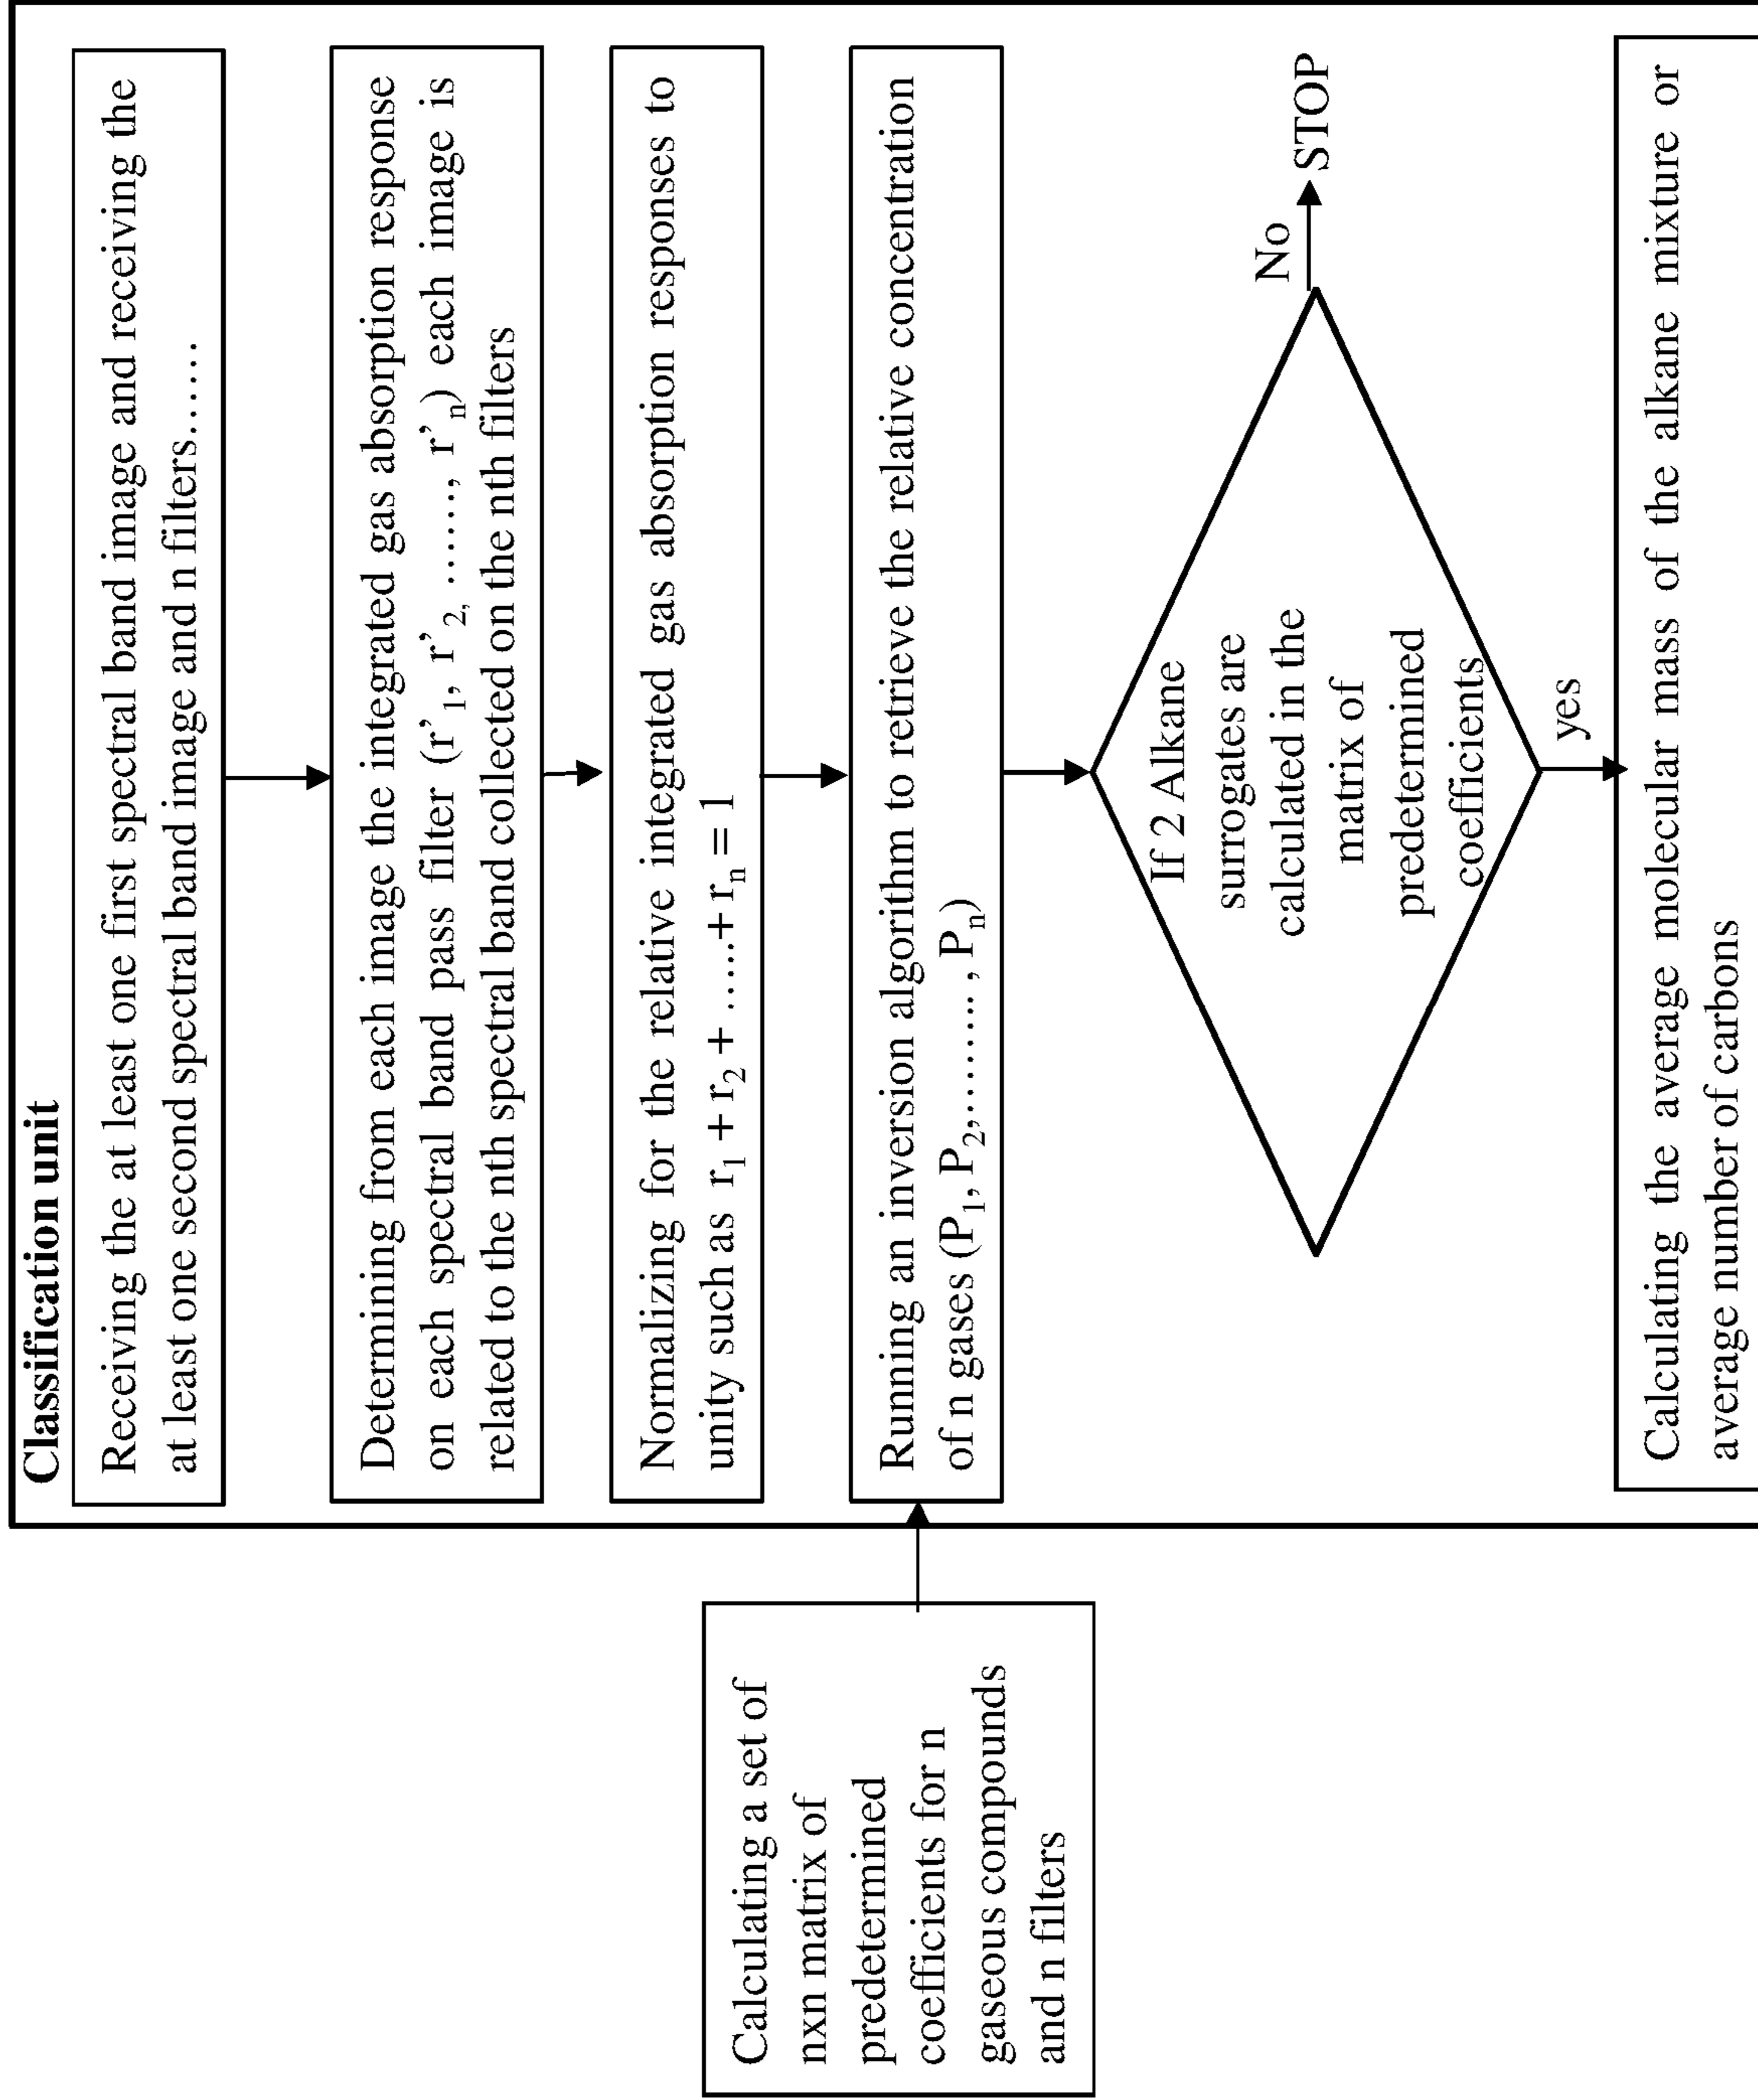 Classification unit
Receiving the at least one first spectral band image and receiving the
at least one second spectral band image and n filters……
Determining from each image the integrated gas absorption response
on each spectral band pass filter (r’1, r’2, ……., r’n) each image is
related to the nth spectral band collected on the nth filters
Normalizing for the relative integrated gas absorption responses to
unity such as r1 + r2 + …..+ rn = 1
Calculating a set of
nxn matrix of
predetermined
coefficients for n
gaseous compounds
and n filters
Running an inversion algorithm to retrieve the relative concentration
of n gases (P1, P2,………, Pn)
If 2 Alkane
surrogates are
calculated in the
matrix of
predetermined
coefficients
No
STOP
yes
Calculating the average molecular mass of the alkane mixture or
average number of carbons